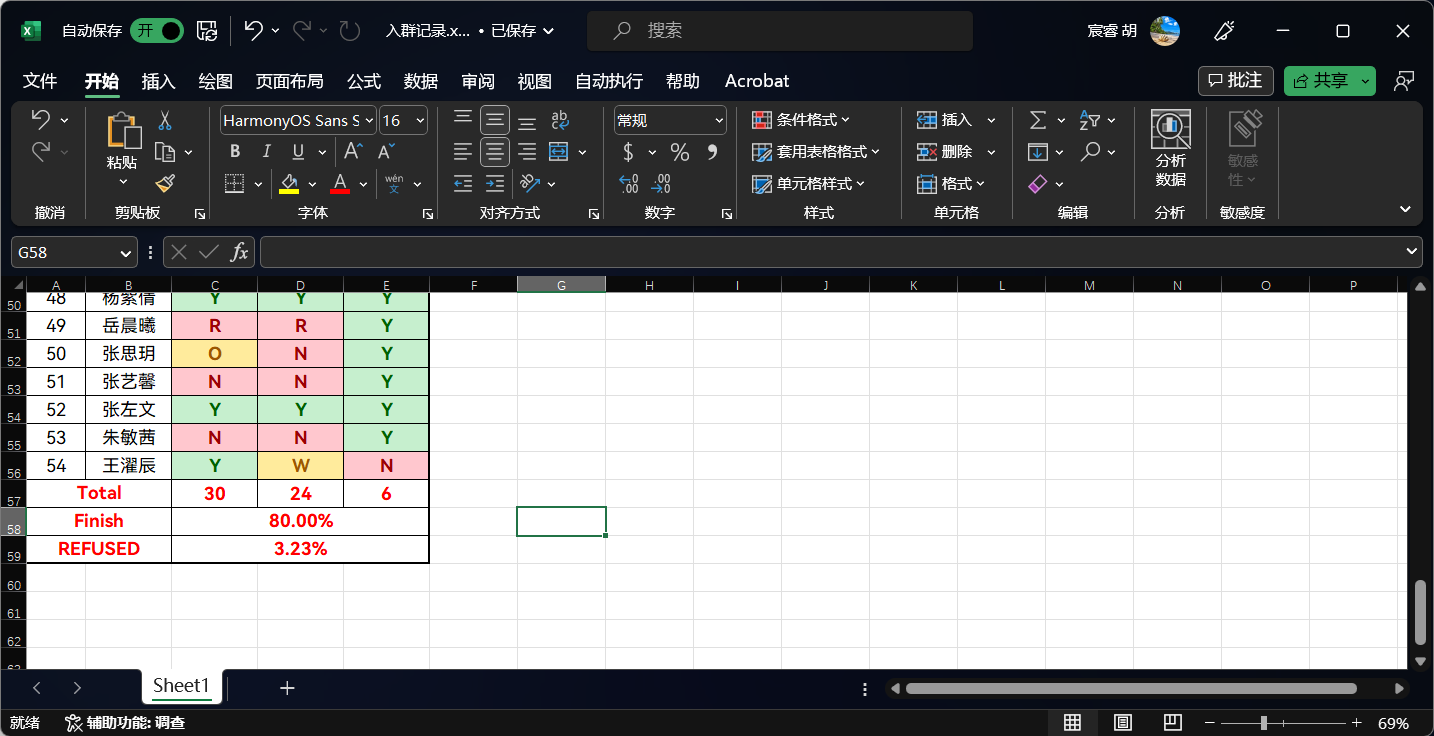 自动保存 开 入群记录.x... • 已保存 搜索 宸睿 胡
文件 开始 插入 绘图 页面布局 公式 数据 审阅 视图 自动执行 帮助 Acrobat 批注 共享
HarmonyOS Sans S 16 常规 条件格式 插入
粘贴 B I U A A $ % 套用表格格式 删除 分析 敏感
A wén 文 .00 单元格样式 格式 数据 性
撤消 剪贴板 字体 对齐方式 数字 样式 单元格 编辑 分析 敏感度
G58 fx
A B C D E F G H I J K L M N O P
50 48 杨紫倩 Y Y Y
51 49 岳晨曦 R R Y
52 50 张思玥 O N Y
53 51 张艺馨 N N Y
54 52 张左文 Y Y Y
55 53 朱敏茜 N N Y
56 54 王濯辰 Y W N
57 Total 30 24 6
58 Finish 80.00%
59 REFUSED 3.23%
60
61
62
63
Sheet1
就绪 辅助功能: 调查 69%